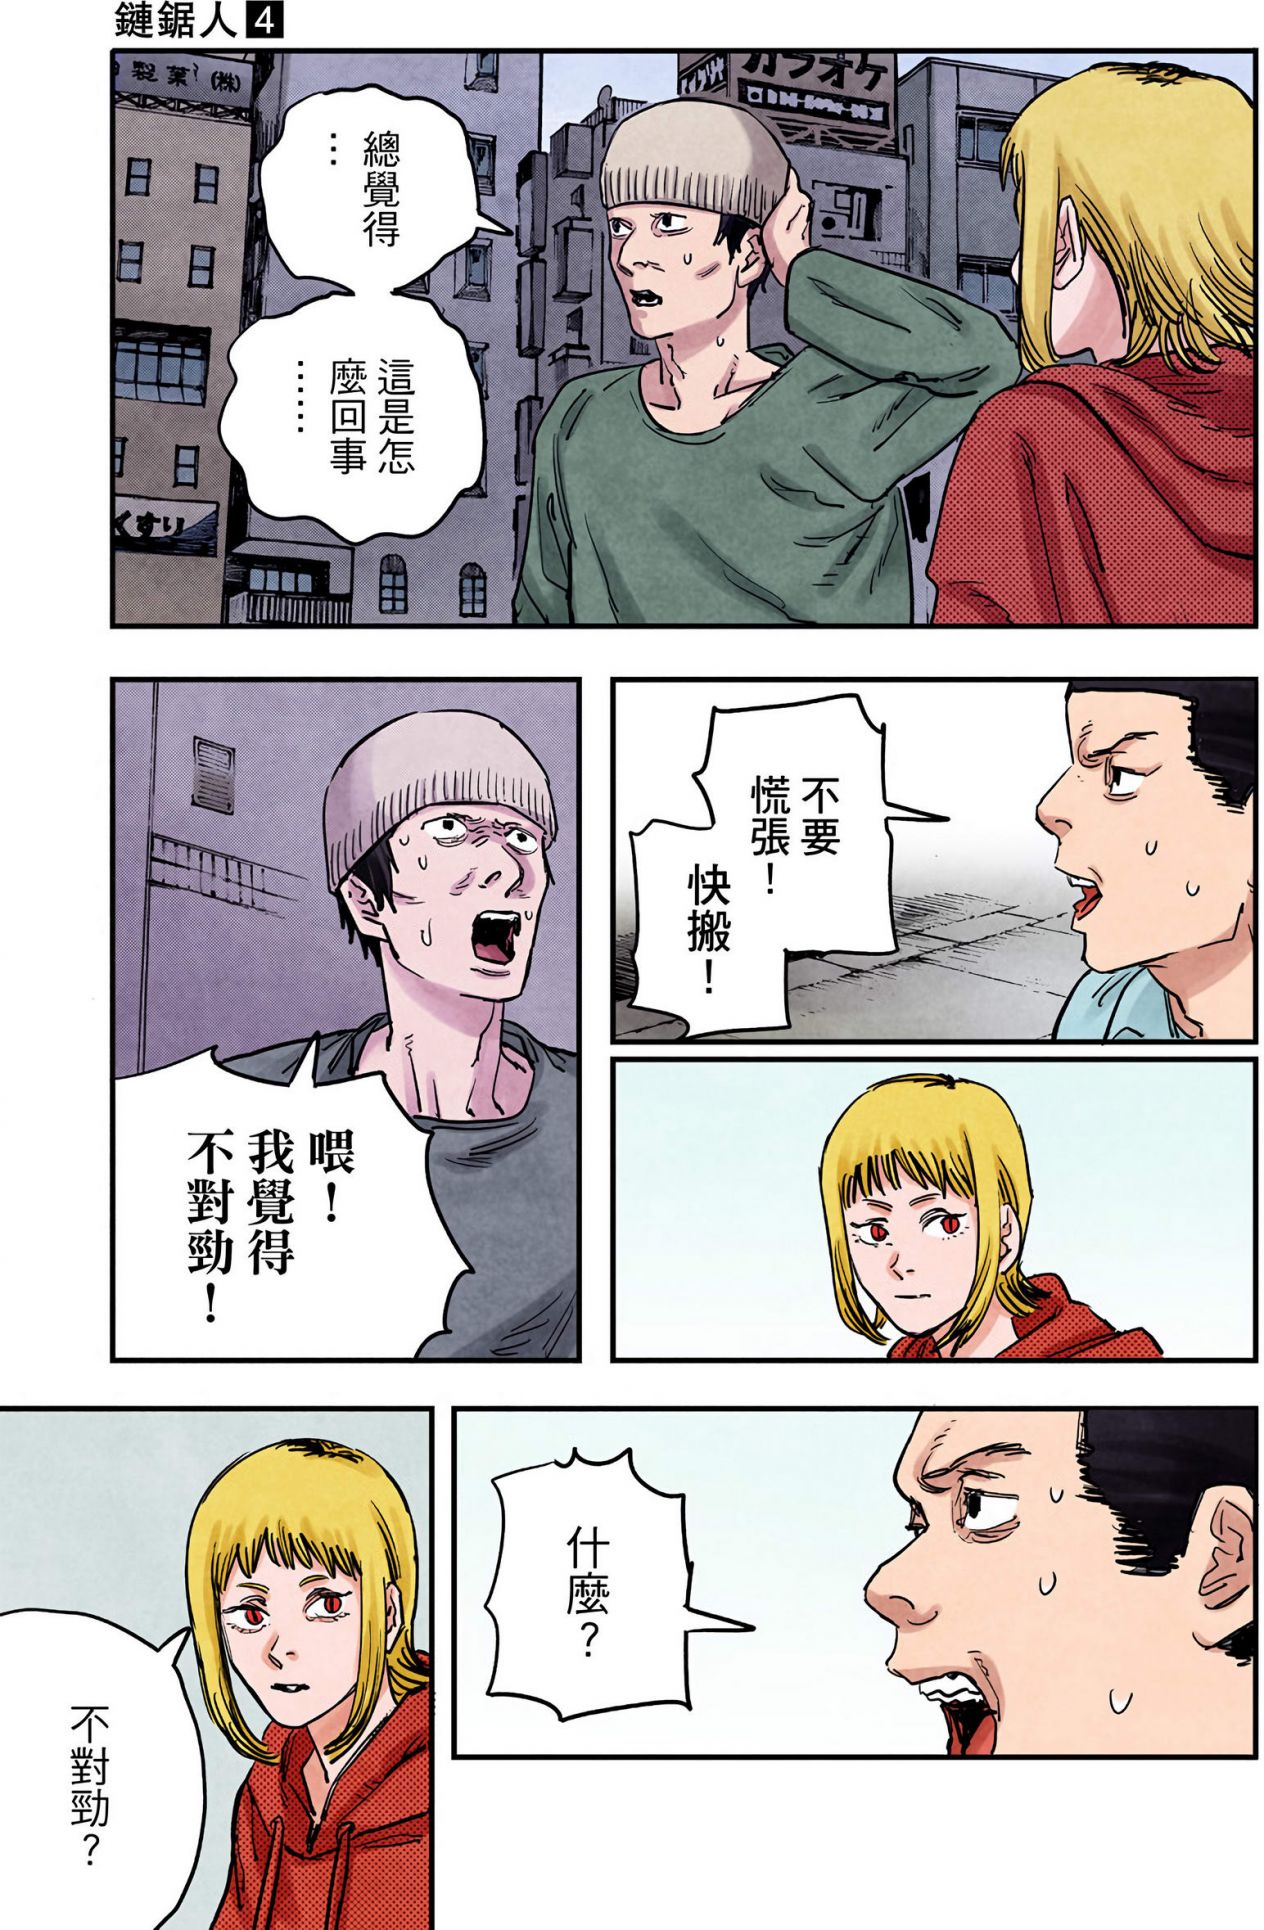 鏈鋸人4
製菓(株)
カラオケ
くすり
總覺得
⋯
這是怎
麼回事
⋯⋯
不要
慌張！
快搬！
喂！
我覺得
不對勁！
什麼？
不對勁？